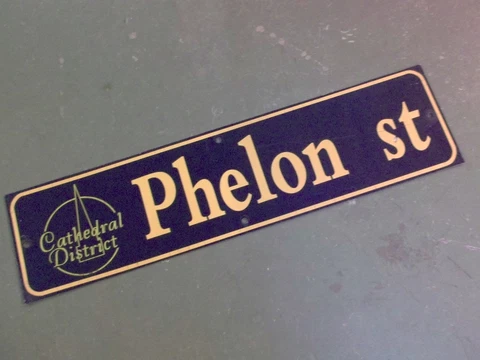 Cathedral
District
Phelon st